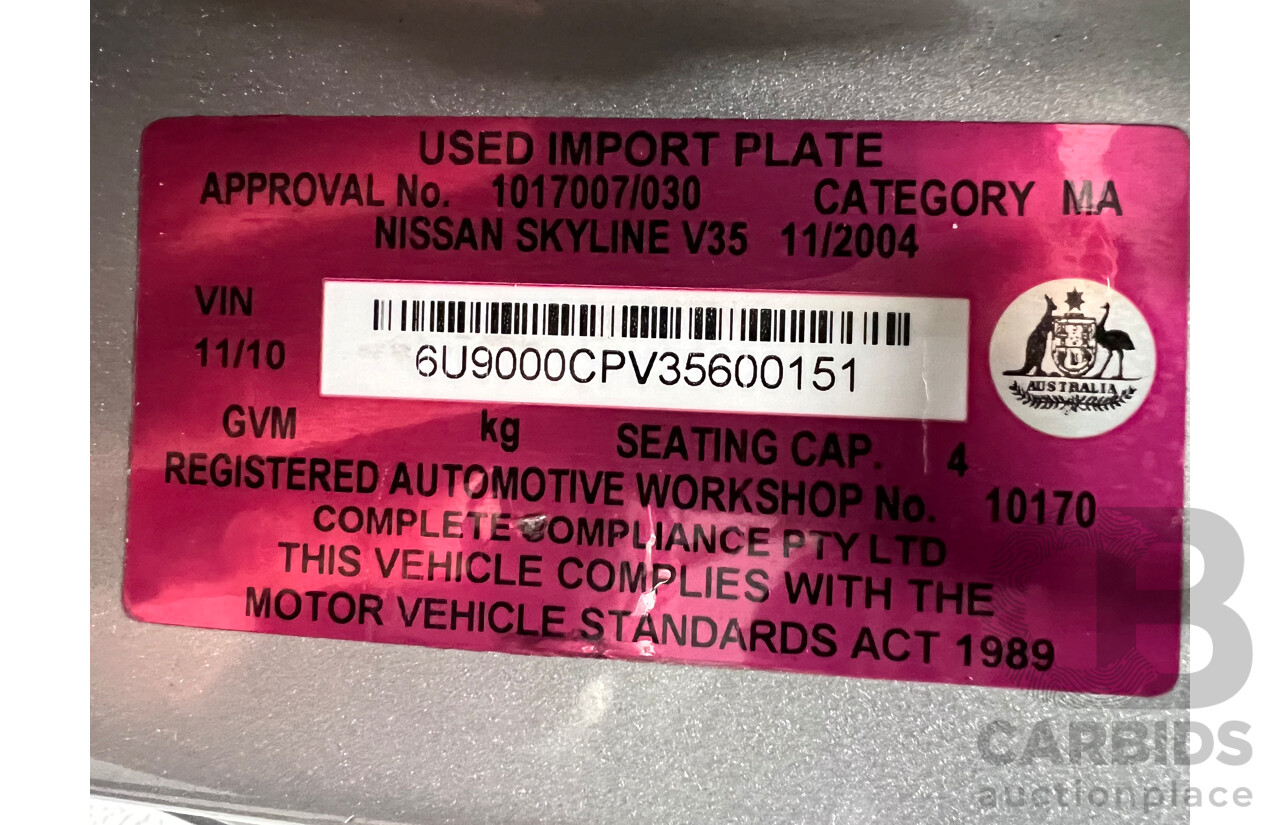 USED IMPORT PLATE
APPROVAL No. 1017007/030 CATEGORY MA
NISSAN SKYLINE V35 11/2004
VIN
11/10
6U9000CPV35600151
AUSTRALIA
GVM kg SEATING CAP. 4
REGISTERED AUTOMOTIVE WORKSHOP No. 10170
COMPLETE COMPLIANCE PTY LTD
THIS VEHICLE COMPLIES WITH THE
MOTOR VEHICLE STANDARDS ACT 1989
CB
CARBIDS
auctionplace